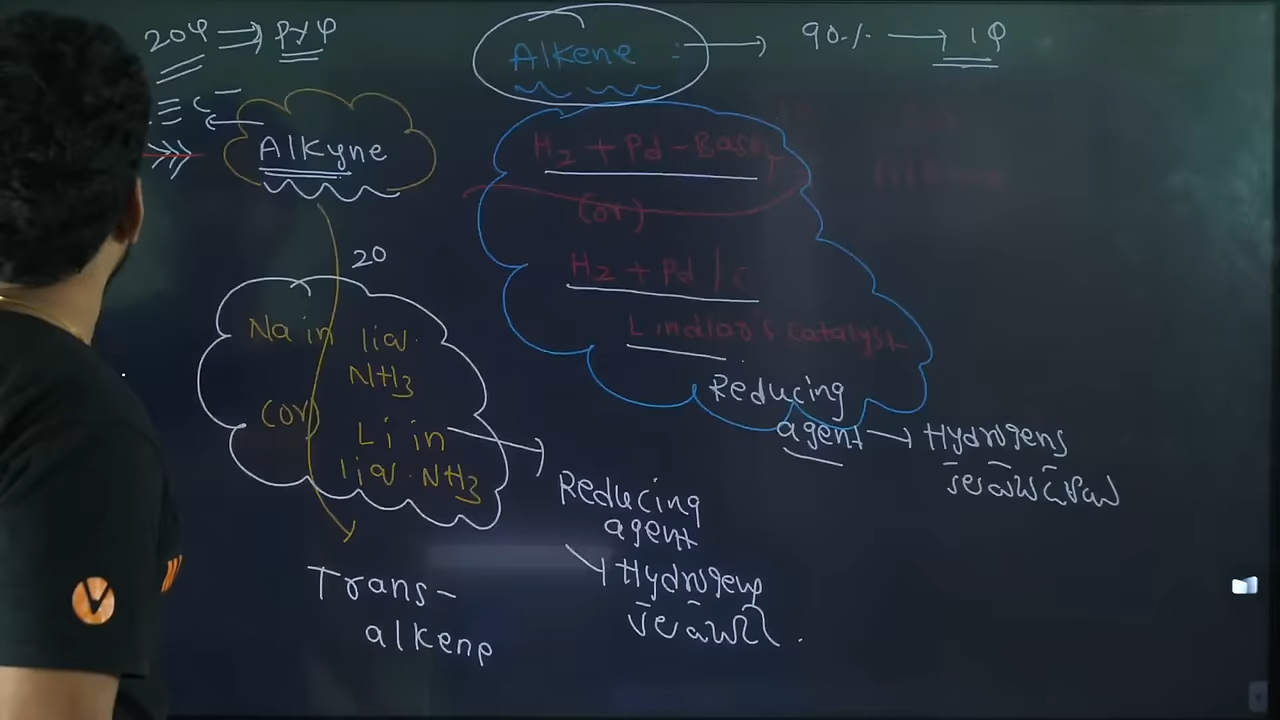 20φ ⟹ PYφ
Alkene : → 90% → 1φ
≡ C⁻
Alkyne
H₂ + Pd - BaSO₄
(or)
20
H₂ + Pd / C
Lindlar's catalyst
Na in liq. NH₃
(or)
Li in liq. NH₃
Reducing agent → Hydrogens
Reducing agent
Hydrogens
Trans-
alkene